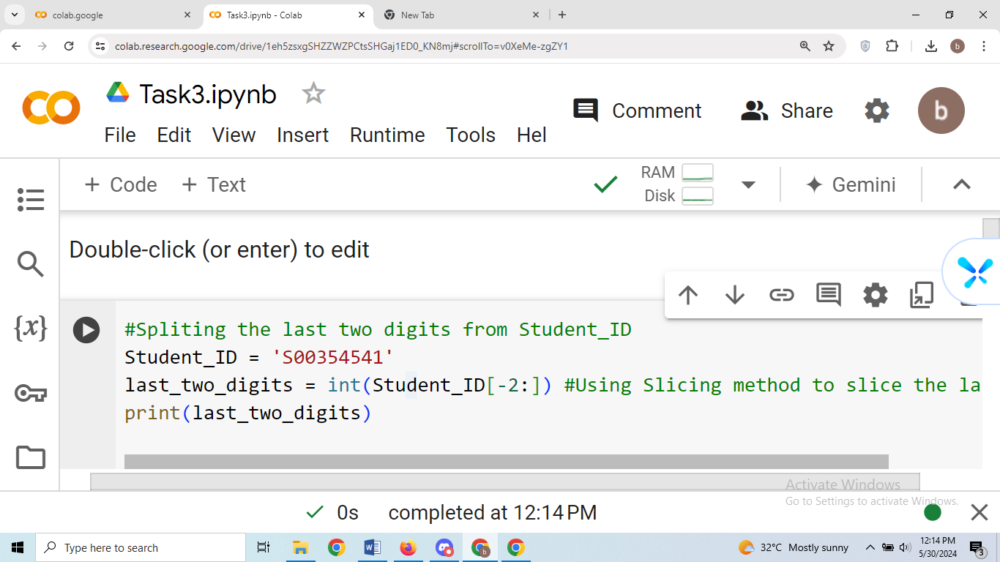 colab.google
Task3.ipynb - Colab
New Tab
colab.research.google.com/drive/1eh5zsxgSHZZWZPCtsSHGaj1ED0_KN8mj#scrollTo=v0XeMe-zgZY1
b
Task3.ipynb
Comment
Share
b
File Edit View Insert Runtime Tools Hel
+ Code + Text
RAM
Disk
Gemini
Double-click (or enter) to edit
{x}
#Spliting the last two digits from Student_ID
Student_ID = 'S00354541'
last_two_digits = int(Student_ID[-2:]) #Using Slicing method to slice the la
print(last_two_digits)
Activate Windows
Go to Settings to activate Windows.
0s completed at 12:14 PM
Type here to search
32°C Mostly sunny
12:14 PM
5/30/2024
3